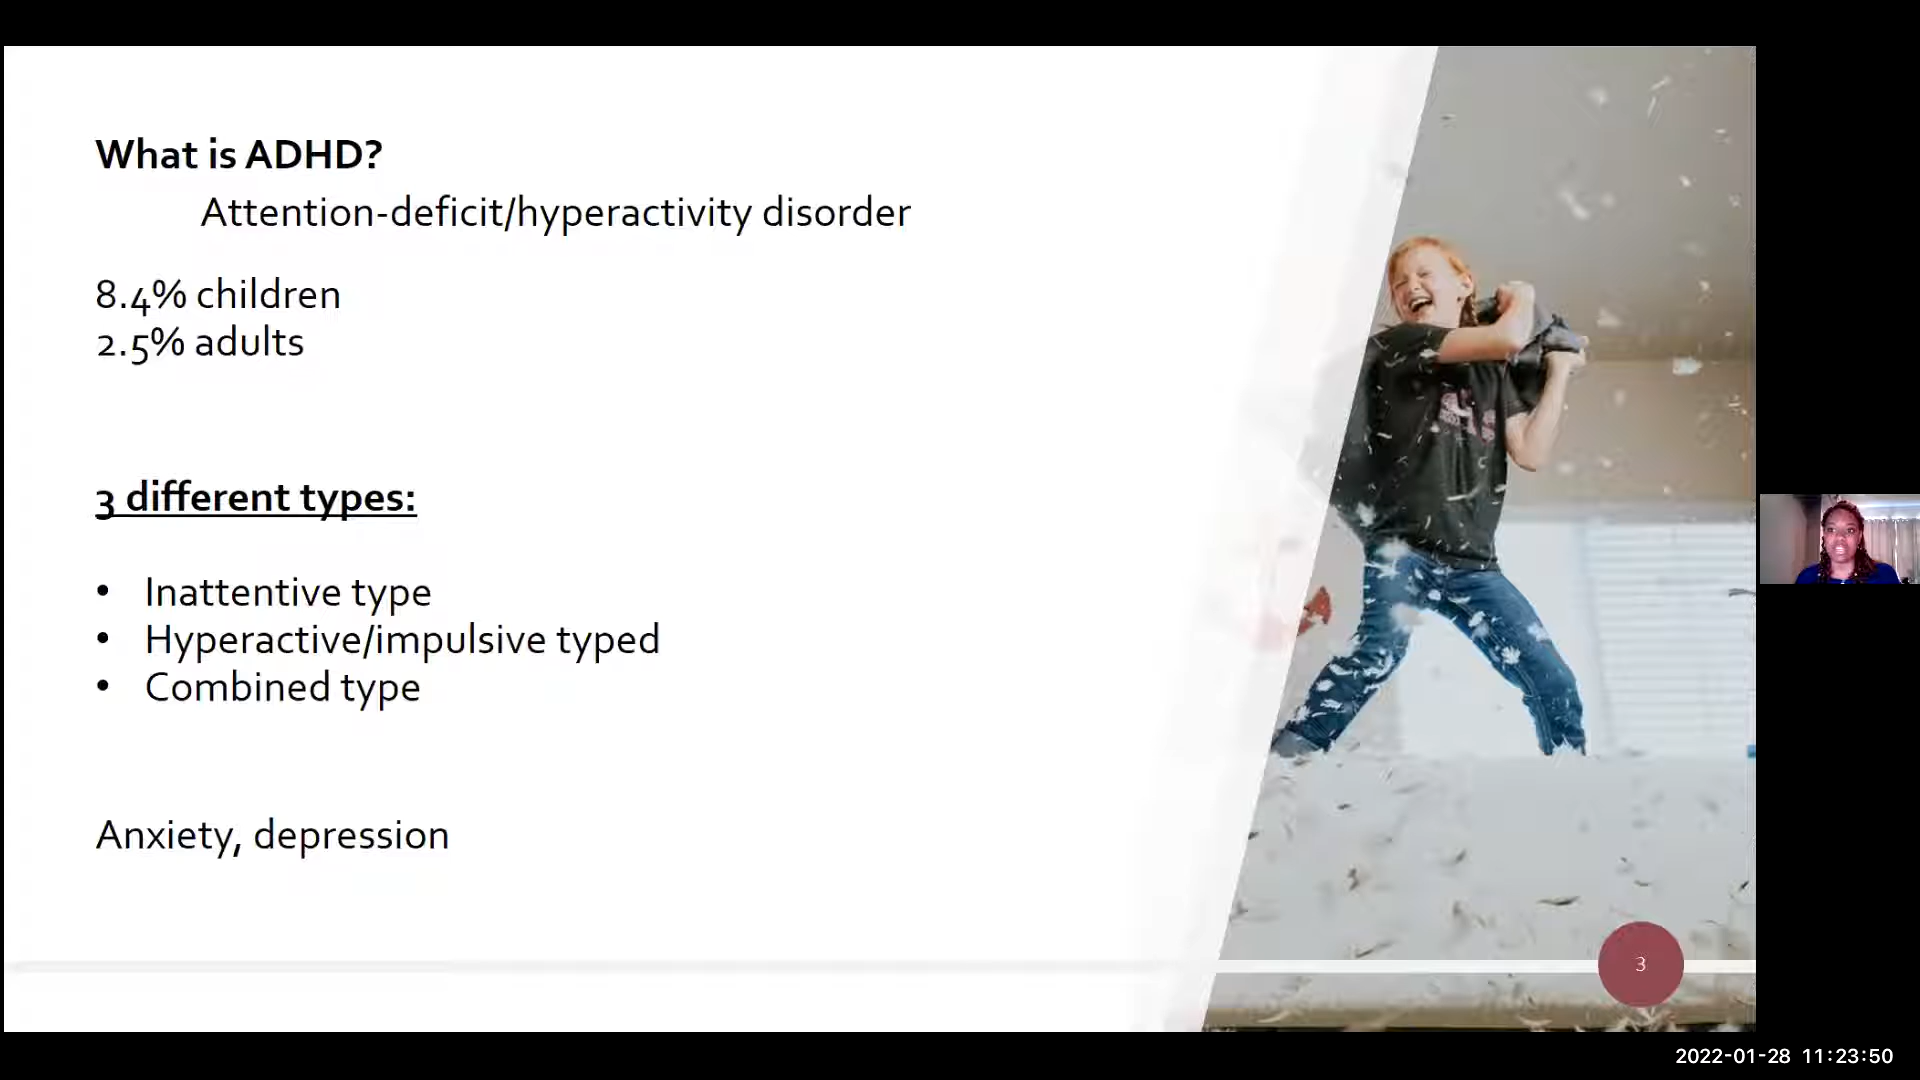 What is ADHD?
Attention-deficit/hyperactivity disorder
8.4% children
2.5% adults
3 different types:
• Inattentive type
• Hyperactive/impulsive typed
• Combined type
Anxiety, depression
3
2022-01-28 11:23:50